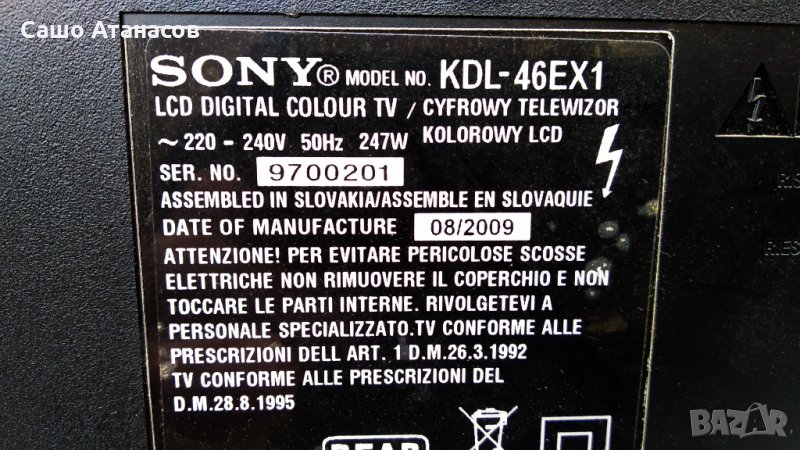 Сашо Атанасов
SONY® MODEL NO. KDL-46EX1
LCD DIGITAL COLOUR TV / CYFROWY TELEWIZOR
~ 220 - 240V 50Hz 247W KOLOROWY LCD
SER. NO. 9700201
ASSEMBLED IN SLOVAKIA/ASSEMBLE EN SLOVAQUIE
DATE OF MANUFACTURE 08/2009
ATTENZIONE! PER EVITARE PERICOLOSE SCOSSE
ELETTRICHE NON RIMUOVERE IL COPERCHIO E NON
TOCCARE LE PARTI INTERNE. RIVOLGETEVI A
PERSONALE SPECIALIZZATO.TV CONFORME ALLE
PRESCRIZIONI DELL ART. 1 D.M.26.3.1992
TV CONFORME ALLE PRESCRIZIONI DEL
D.M.28.8.1995
BAZAR